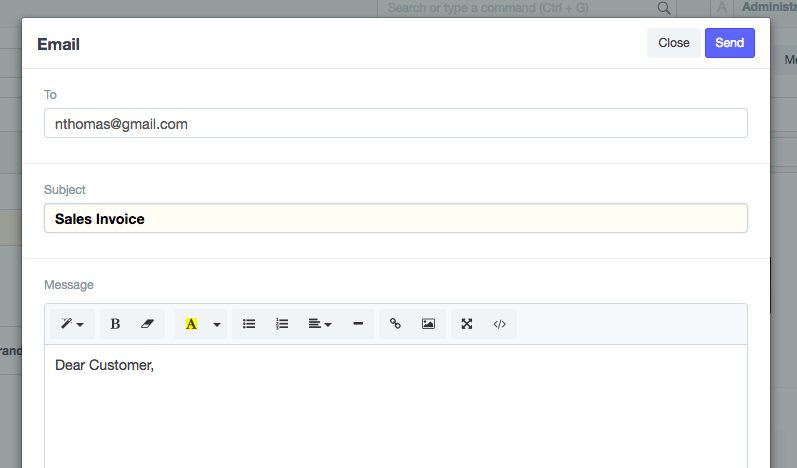 Search or type a command (Ctrl + G)
A
Administr
Email
Close
Send
Me
To
nthomas@gmail.com
Subject
Sales Invoice
Message
B
A
Dear Customer,
rand